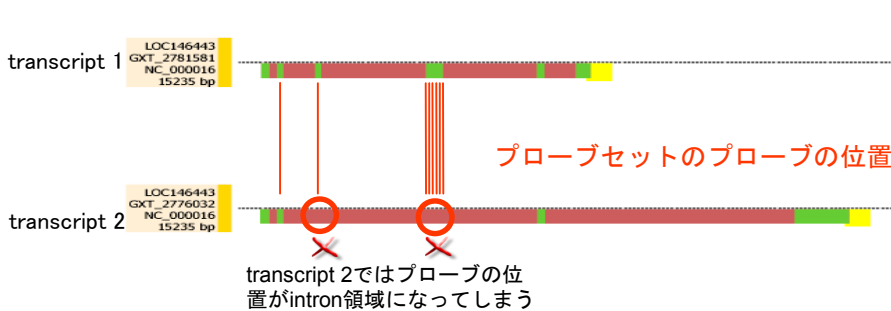 transcript 1
LOC146443
GXT_2781581
NC_000016
15235 bp
プローブセットのプローブの位置
transcript 2
LOC146443
GXT_2776032
NC_000016
15235 bp
transcript 2ではプローブの位
置がintron領域になってしまう